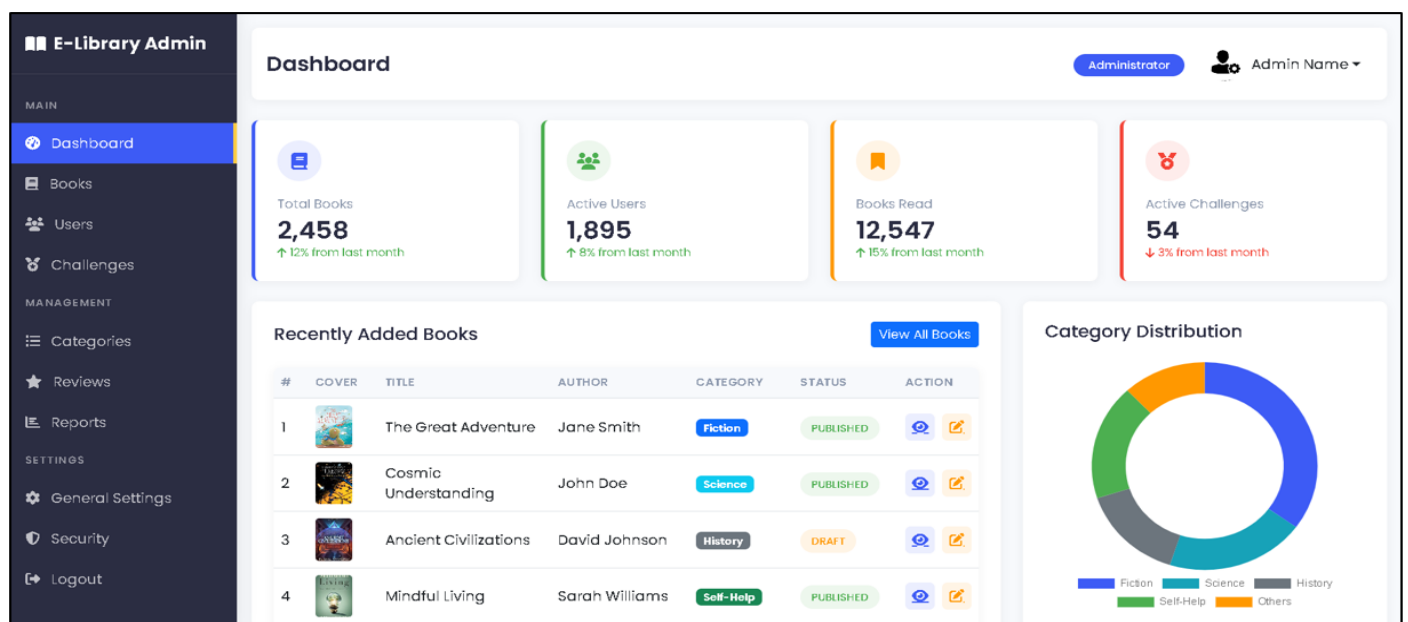 E-Library Admin
MAIN
Dashboard
Books
Users
Challenges
MANAGEMENT
Categories
Reviews
Reports
SETTINGS
General Settings
Security
Logout
Dashboard
Administrator
Admin Name
Total Books
2,458
↑ 12% from last month
Active Users
1,895
↑ 8% from last month
Books Read
12,547
↑ 15% from last month
Active Challenges
54
↓ 3% from last month
Recently Added Books
View All Books
# COVER TITLE AUTHOR CATEGORY STATUS ACTION
1 The Great Adventure Jane Smith Fiction PUBLISHED
2 Cosmic
Understanding John Doe Science PUBLISHED
3 Ancient Civilizations David Johnson History DRAFT
Living
4 Mindful Living Sarah Williams Self-Help PUBLISHED
Category Distribution
Fiction Science History
Self-Help Others